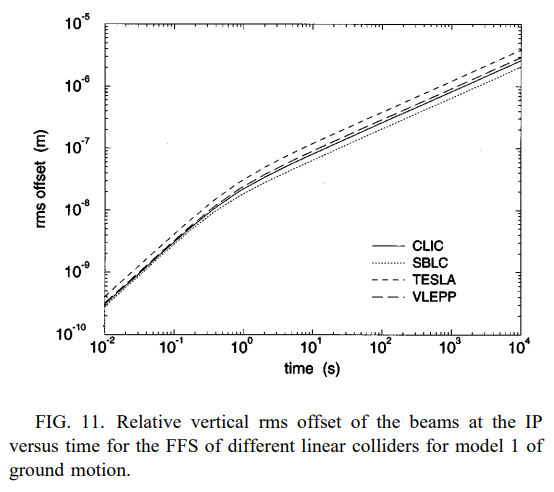 10⁻⁵
10⁻⁶
10⁻⁷
10⁻⁸
10⁻⁹
10⁻¹⁰
rms offset (m)
CLIC
SBLC
TESLA
VLEPP
10⁻² 10⁻¹ 10⁰ 10¹ 10² 10³ 10⁴
time (s)
FIG. 11. Relative vertical rms offset of the beams at the IP
versus time for the FFS of different linear colliders for model 1 of
ground motion.